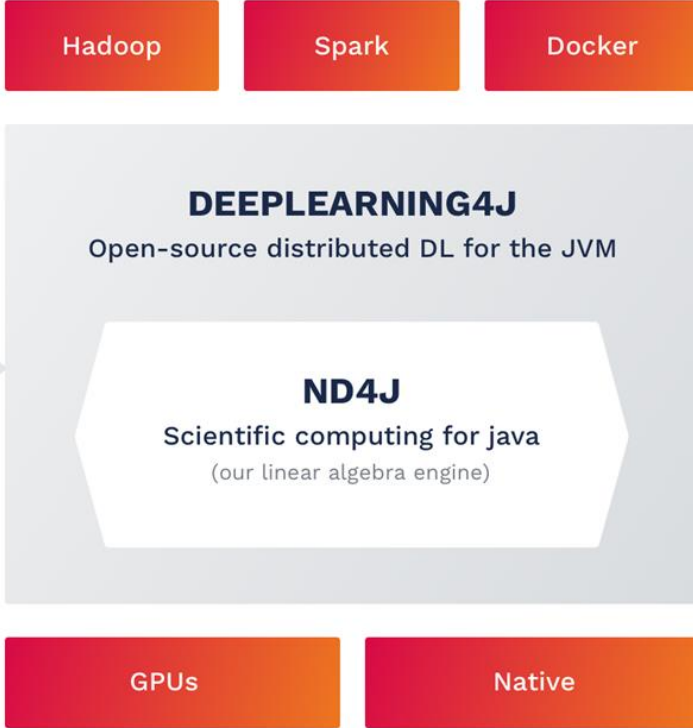 Hadoop
Spark
Docker
DEEPLEARNING4J
Open-source distributed DL for the JVM
ND4J
Scientific computing for java
(our linear algebra engine)
GPUs
Native